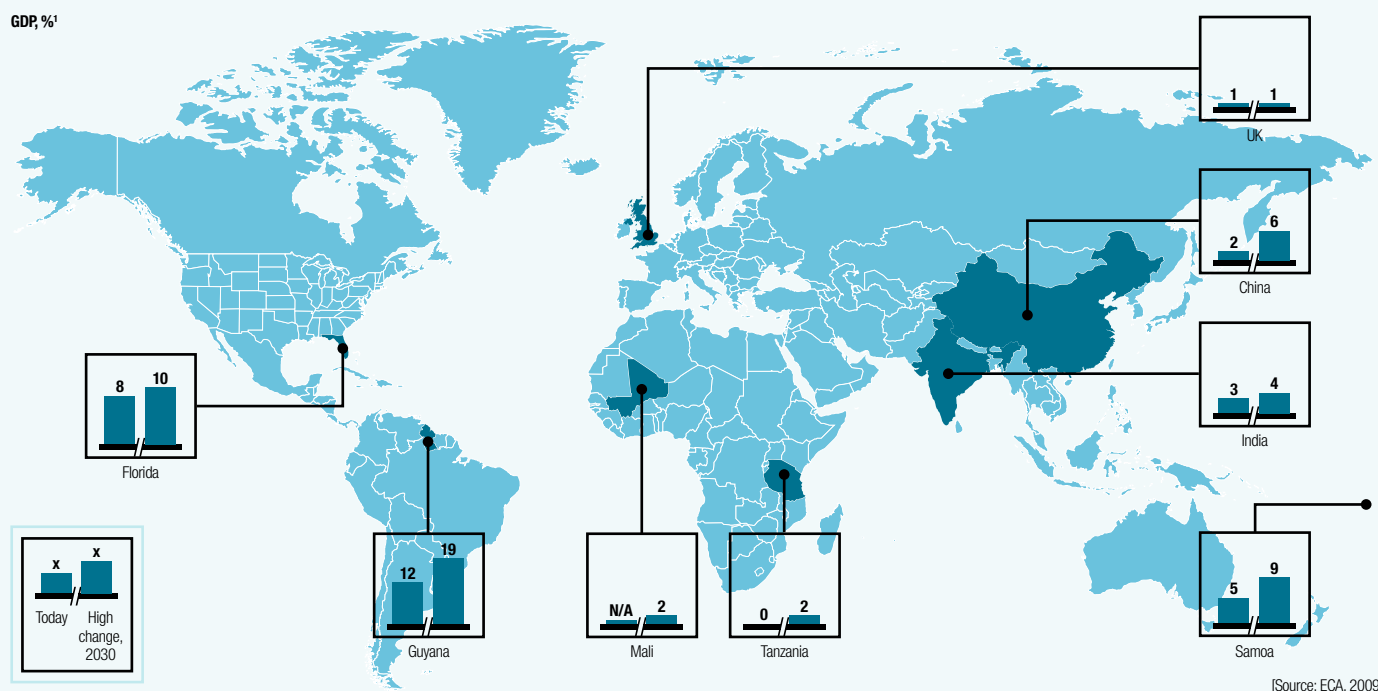 GDP, %¹
1 1
UK
2 6
China
3 4
India
8 10
Florida
12 19
Guyana
N/A 2
Mali
0 2
Tanzania
5 9
Samoa
x x
Today High
change,
2030
[Source: ECA, 2009